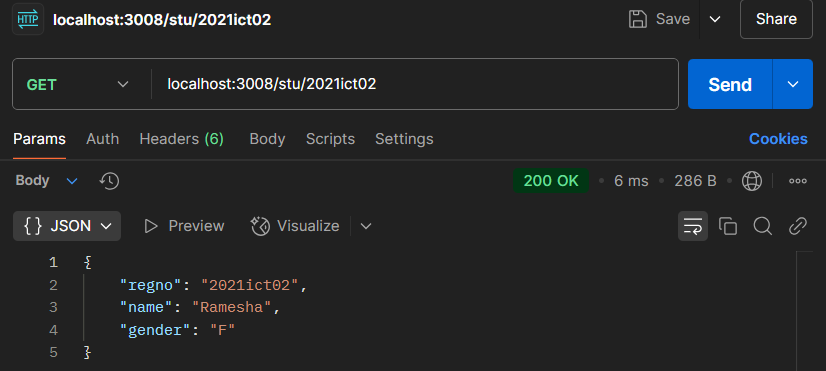 HTTP localhost:3008/stu/2021ict02 Save Share
GET localhost:3008/stu/2021ict02 Send
Params Auth Headers (6) Body Scripts Settings Cookies
Body 200 OK • 6 ms • 286 B •
{} JSON Preview Visualize
1 {
2 "regno": "2021ict02",
3 "name": "Ramesha",
4 "gender": "F"
5 }